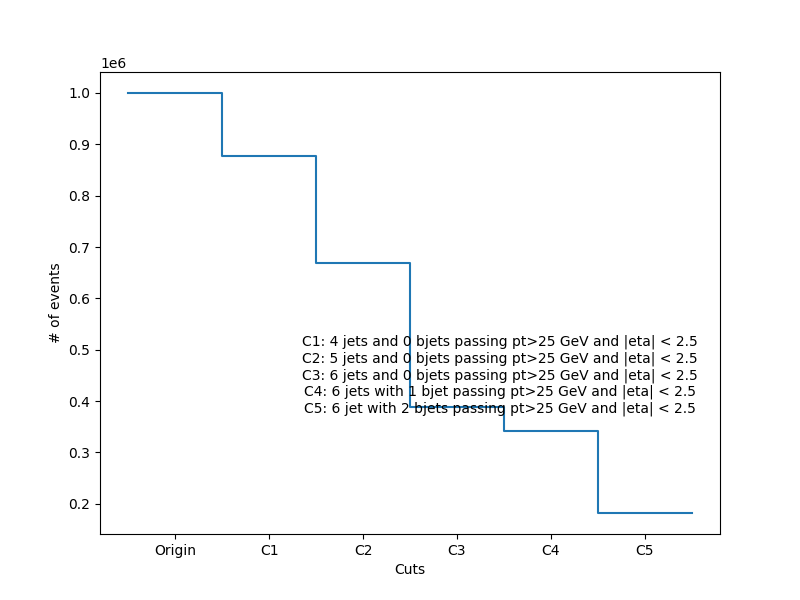 1e6
1.0
0.9
0.8
0.7
0.6
0.5
0.4
0.3
0.2
# of events
C1: 4 jets and 0 bjets passing pt>25 GeV and |eta| < 2.5
C2: 5 jets and 0 bjets passing pt>25 GeV and |eta| < 2.5
C3: 6 jets and 0 bjets passing pt>25 GeV and |eta| < 2.5
C4: 6 jets with 1 bjet passing pt>25 GeV and |eta| < 2.5
C5: 6 jet with 2 bjets passing pt>25 GeV and |eta| < 2.5
Origin C1 C2 C3 C4 C5
Cuts